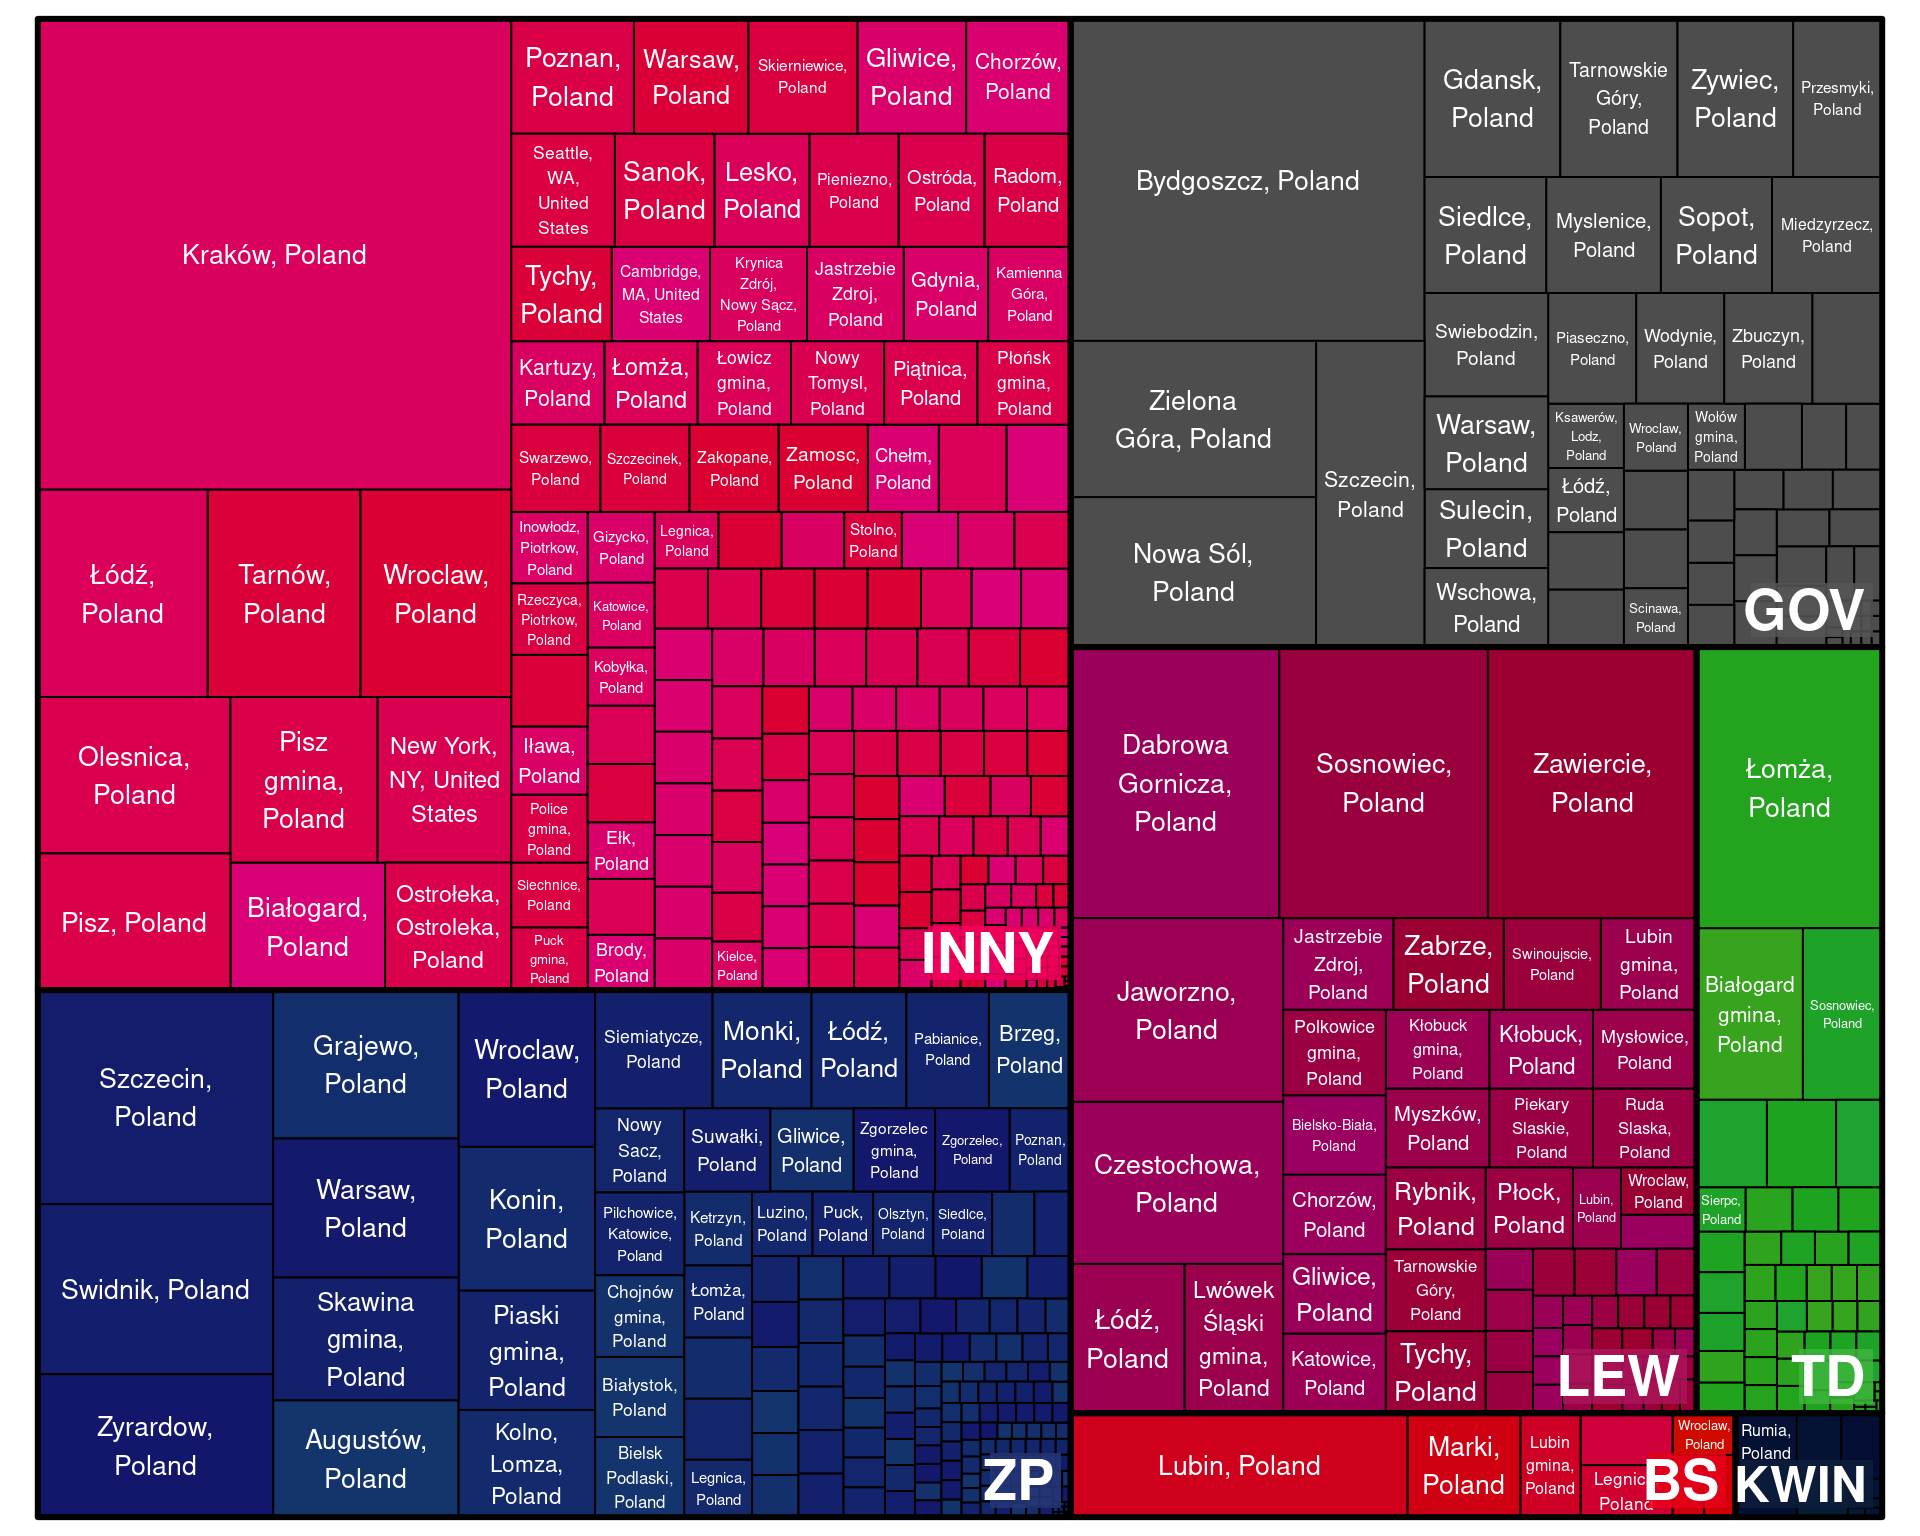 Kraków, Poland
Łódź,
Poland
Tarnów,
Poland
Wroclaw,
Poland
Olesnica,
Poland
Pisz
gmina,
Poland
New York,
NY, United
States
Pisz, Poland
Białogard,
Poland
Ostrołeka,
Ostroleka,
Poland
Poznan,
Poland
Warsaw,
Poland
Skierniewice,
Poland
Gliwice,
Poland
Chorzów,
Poland
Seattle,
WA,
United
States
Sanok,
Poland
Lesko,
Poland
Pieniezno,
Poland
Ostróda,
Poland
Radom,
Poland
Tychy,
Poland
Cambridge,
MA, United
States
Krynica
Zdrój,
Nowy Sącz,
Poland
Jastrzebie
Zdroj,
Poland
Gdynia,
Poland
Kamienna
Góra,
Poland
Kartuzy,
Poland
Łomża,
Poland
Łowicz
gmina,
Poland
Nowy
Tomysl,
Poland
Piątnica,
Poland
Płońsk
gmina,
Poland
Swarzewo,
Poland
Szczecinek,
Poland
Zakopane,
Poland
Zamosc,
Poland
Chełm,
Poland
Inowłodz,
Piotrkow,
Poland
Gizycko,
Poland
Legnica,
Poland
Stolno,
Poland
Rzeczyca,
Piotrkow,
Poland
Katowice,
Poland
Kobyłka,
Poland
Iława,
Poland
Police
gmina,
Poland
Ełk,
Poland
Siechnice,
Poland
Puck
gmina,
Poland
Brody,
Poland
Kielce,
Poland
INNY
Bydgoszcz, Poland
Zielona
Góra, Poland
Nowa Sól,
Poland
Szczecin,
Poland
Gdansk,
Poland
Tarnowskie
Góry,
Poland
Zywiec,
Poland
Przesmyki,
Poland
Siedlce,
Poland
Myslenice,
Poland
Sopot,
Poland
Miedzyrzecz,
Poland
Swiebodzin,
Poland
Piaseczno,
Poland
Wodynie,
Poland
Zbuczyn,
Poland
Warsaw,
Poland
Ksawerów,
Lodz,
Poland
Wroclaw,
Poland
Wołów
gmina,
Poland
Sulecin,
Poland
Łódź,
Poland
Wschowa,
Poland
Scinawa,
Poland
GOV
Dabrowa
Gornicza,
Poland
Sosnowiec,
Poland
Zawiercie,
Poland
Jaworzno,
Poland
Czestochowa,
Poland
Łódź,
Poland
Lwówek
Śląski
gmina,
Poland
Jastrzebie
Zdroj,
Poland
Zabrze,
Poland
Swinoujscie,
Poland
Lubin
gmina,
Poland
Polkowice
gmina,
Poland
Kłobuck
gmina,
Poland
Kłobuck,
Poland
Mysłowice,
Poland
Bielsko-Biała,
Poland
Myszków,
Poland
Piekary
Slaskie,
Poland
Ruda
Slaska,
Poland
Chorzów,
Poland
Rybnik,
Poland
Płock,
Poland
Lubin,
Poland
Wroclaw,
Poland
Gliwice,
Poland
Tarnowskie
Góry,
Poland
Katowice,
Poland
Tychy,
Poland
LEW
Łomża,
Poland
Białogard
gmina,
Poland
Sosnowiec,
Poland
Sierpc,
Poland
TD
Szczecin,
Poland
Swidnik, Poland
Zyrardow,
Poland
Grajewo,
Poland
Warsaw,
Poland
Skawina
gmina,
Poland
Augustów,
Poland
Wroclaw,
Poland
Konin,
Poland
Piaski
gmina,
Poland
Kolno,
Lomza,
Poland
Siemiatycze,
Poland
Monki,
Poland
Łódź,
Poland
Pabianice,
Poland
Brzeg,
Poland
Nowy
Sacz,
Poland
Suwałki,
Poland
Gliwice,
Poland
Zgorzelec
gmina,
Poland
Zgorzelec,
Poland
Poznan,
Poland
Pilchowice,
Katowice,
Poland
Ketrzyn,
Poland
Luzino,
Poland
Puck,
Poland
Olsztyn,
Poland
Siedlce,
Poland
Chojnów
gmina,
Poland
Łomża,
Poland
Białystok,
Poland
Bielsk
Podlaski,
Poland
Legnica,
Poland
ZP
Lubin, Poland
Marki,
Poland
Lubin
gmina,
Poland
Legnica
Poland
Wroclaw,
Poland
BS
Rumia,
Poland
KWIN